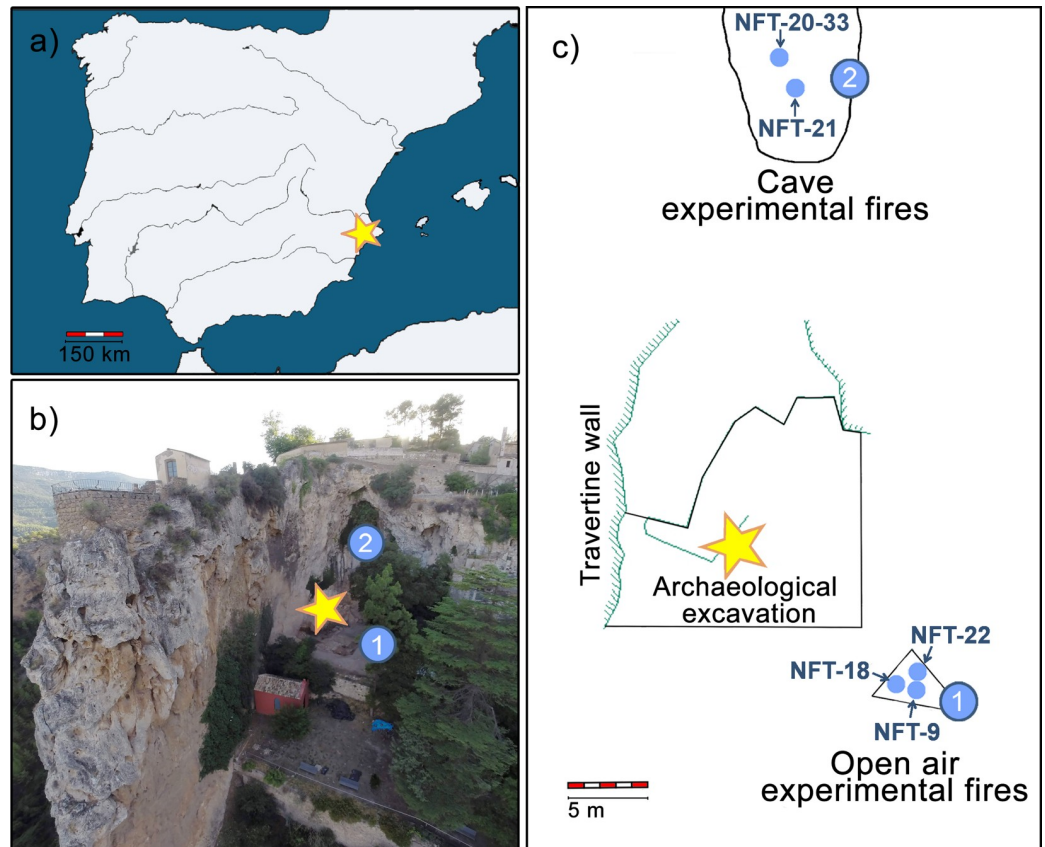 a)
150 km
b)
2
1
c)
NFT-20-33
2
NFT-21
Cave
experimental fires
Travertine wall
Archaeological
excavation
NFT-22
NFT-18
1
NFT-9
Open air
experimental fires
5 m